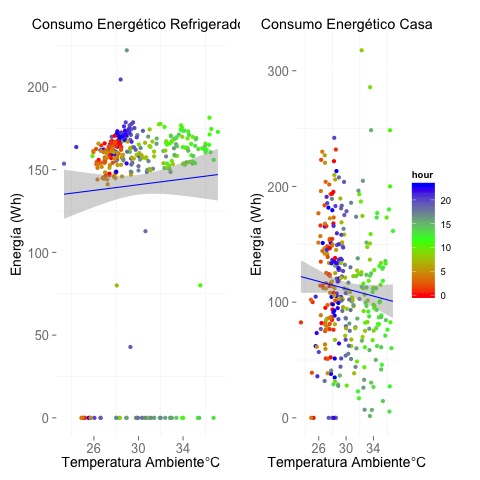 Consumo Energético Refrigerado
Consumo Energético Casa
Energía (Wh)
200
150
100
50
0
26 30 34
Temperatura Ambiente°C
Energía (Wh)
300
200
100
0
26 30 34
Temperatura Ambiente°C
hour
20
15
10
5
0